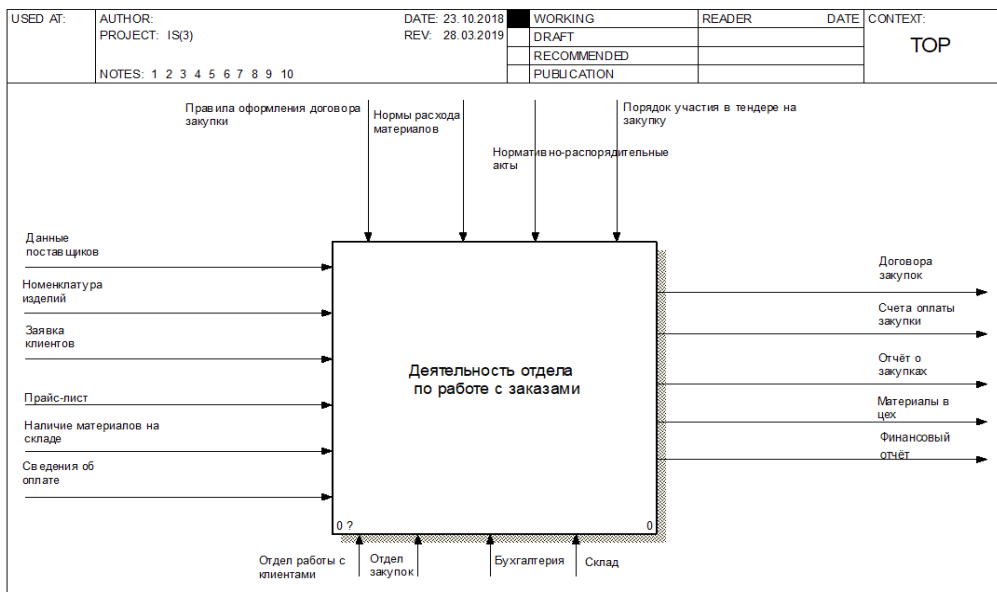 USED AT:
AUTHOR:
DATE: 23.10.2018
WORKING
READER
DATE
CONTEXT:
PROJECT: IS(3)
REV: 28.03.2019
DRAFT
TOP
RECOMMENDED
NOTES: 1 2 3 4 5 6 7 8 9 10
PUBLICATION
Правила оформления договора
закупки
Нормы расхода
материалов
Нормативно-распорядительные
акты
Порядок участия в тендере на
закупку
Данные
поставщиков
Номенклатура
изделий
Заявка
клиентов
Прайс-лист
Наличие материалов на
складе
Сведения об
оплате
Деятельность отдела
по работе с заказами
0 ?
0
Договора
закупок
Счета оплаты
закупки
Отчёт о
закупках
Материалы в
цех
Финансовый
отчёт
Отдел работы с
клиентами
Отдел
закупок
Бухгалтерия
Склад